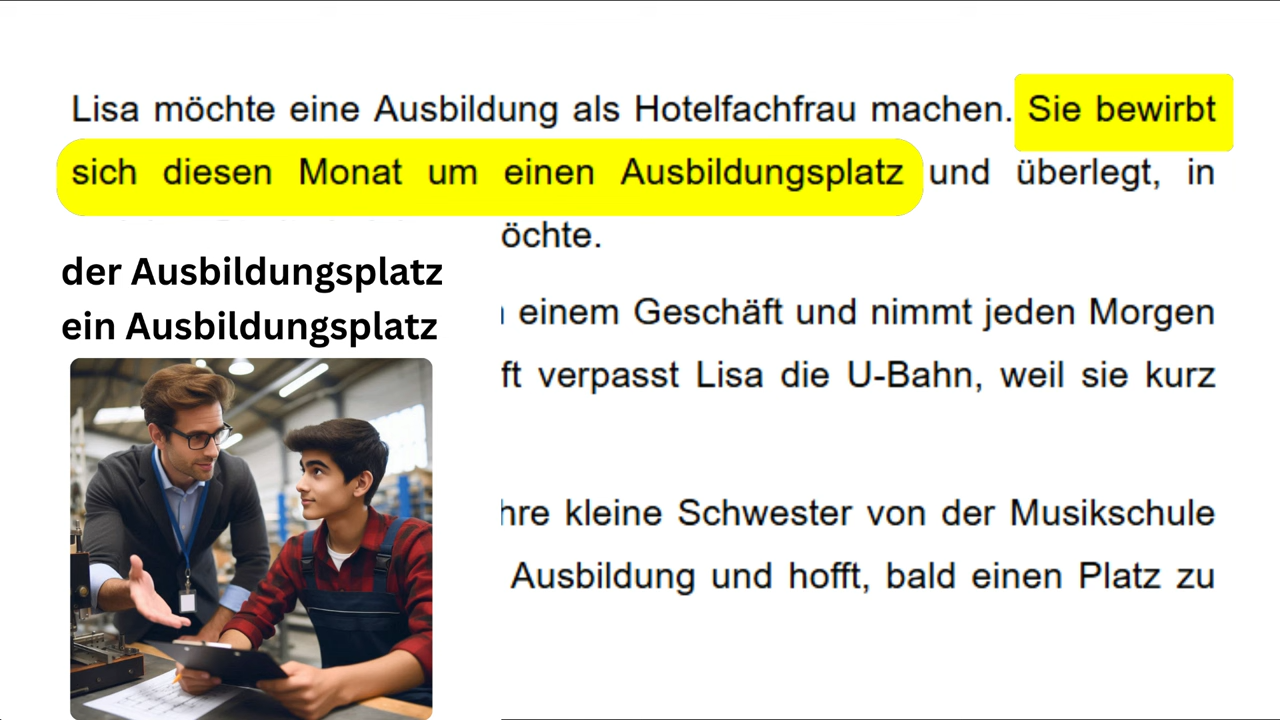 Lisa möchte eine Ausbildung als Hotelfachfrau machen. Sie bewirbt
sich diesen Monat um einen Ausbildungsplatz und überlegt, in
öchte.
der Ausbildungsplatz
ein Ausbildungsplatz
einem Geschäft und nimmt jeden Morgen
ft verpasst Lisa die U-Bahn, weil sie kurz
hre kleine Schwester von der Musikschule
Ausbildung und hofft, bald einen Platz zu